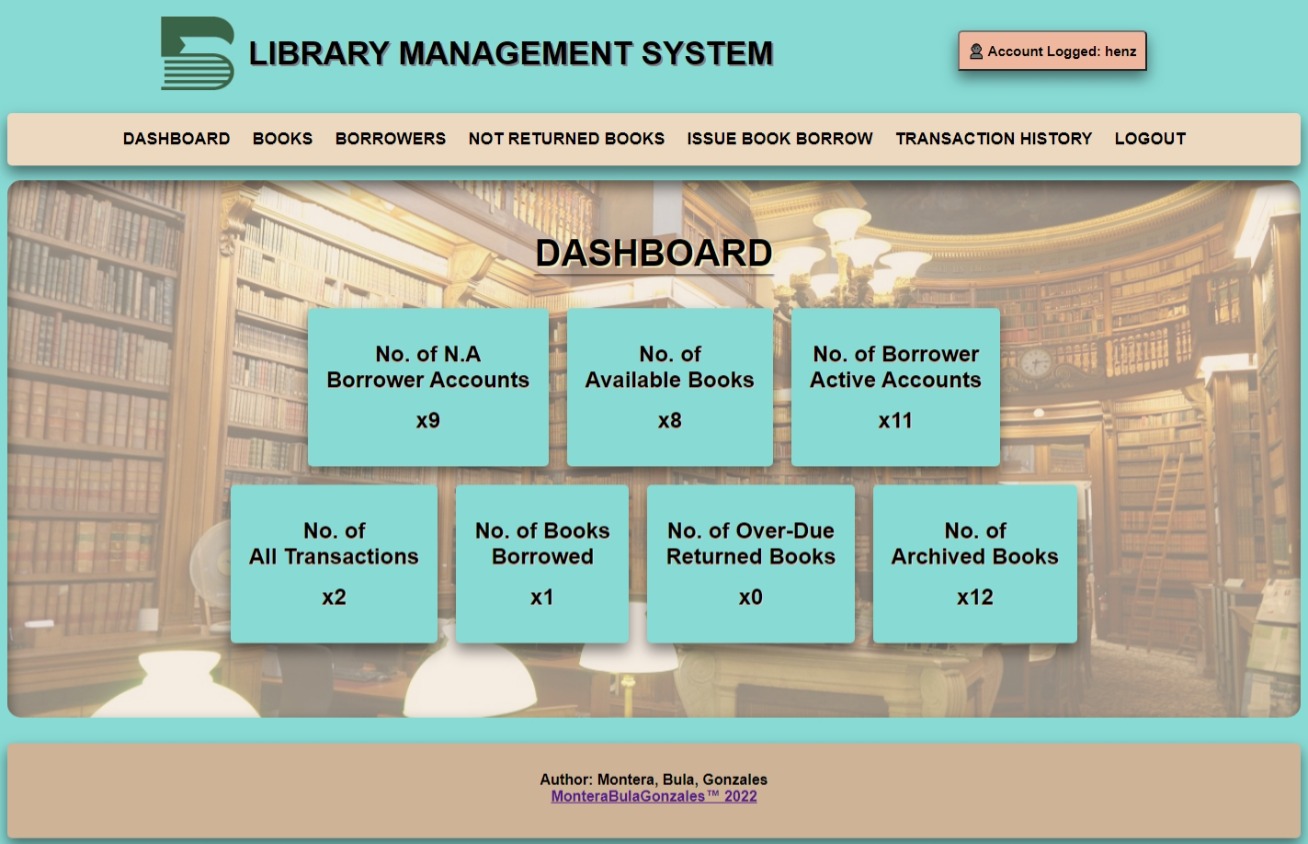 LIBRARY MANAGEMENT SYSTEM
Account Logged: henz
DASHBOARD BOOKS BORROWERS NOT RETURNED BOOKS ISSUE BOOK BORROW TRANSACTION HISTORY LOGOUT
DASHBOARD
No. of N.A
Borrower Accounts
x9
No. of
Available Books
x8
No. of Borrower
Active Accounts
x11
No. of
All Transactions
x2
No. of Books
Borrowed
x1
No. of Over-Due
Returned Books
x0
No. of
Archived Books
x12
Author: Montera, Bula, Gonzales
MonteraBulaGonzales™ 2022